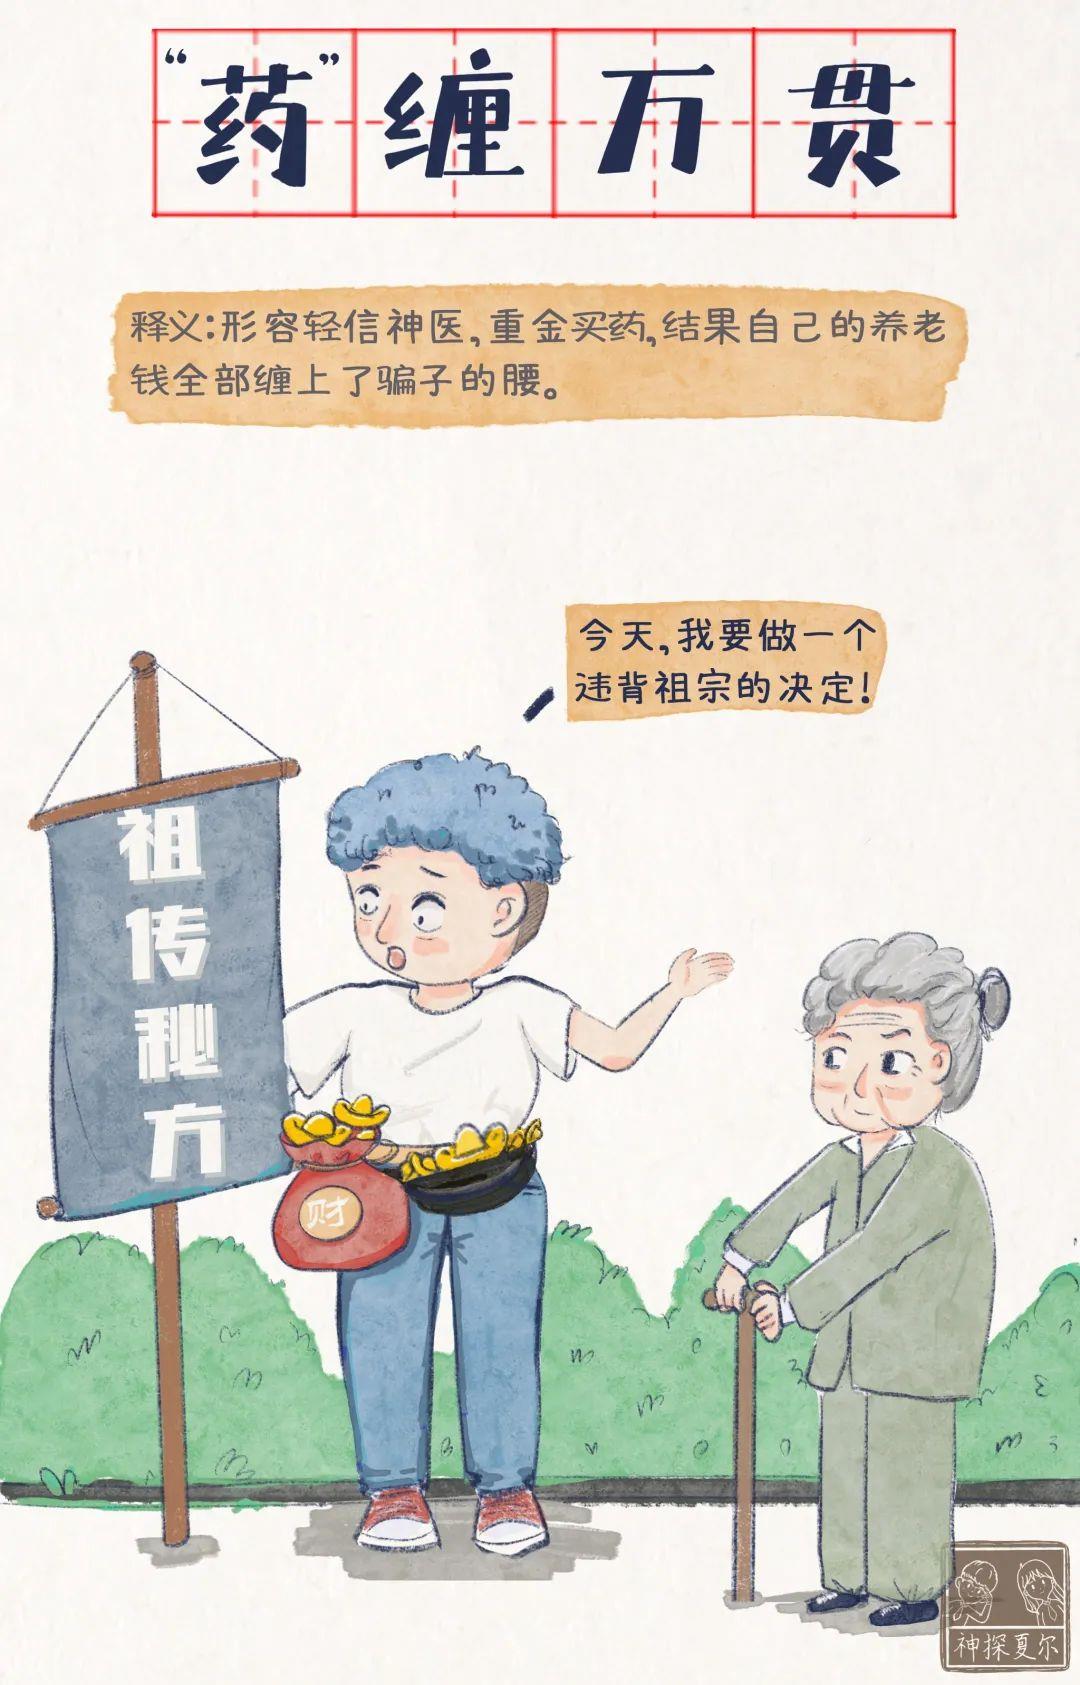 “药”缠万贯
释义:形容轻信神医,重金买药,结果自己的养老
钱全部缠上了骗子的腰。
今天,我要做一个
违背祖宗的决定!
祖传秘方
财
神探夏尔